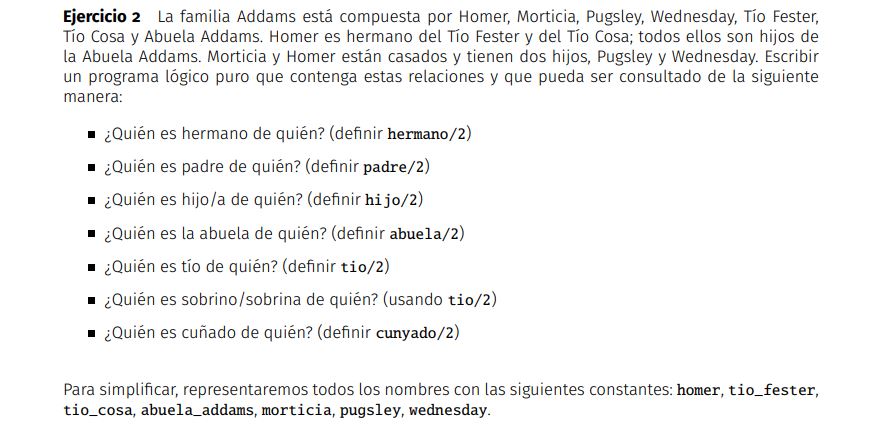 Ejercicio 2 La familia Addams está compuesta por Homer, Morticia, Pugsley, Wednesday, Tío Fester,
Tío Cosa y Abuela Addams. Homer es hermano del Tío Fester y del Tío Cosa; todos ellos son hijos de
la Abuela Addams. Morticia y Homer están casados y tienen dos hijos, Pugsley y Wednesday. Escribir
un programa lógico puro que contenga estas relaciones y que pueda ser consultado de la siguiente
manera:
▪ ¿Quién es hermano de quién? (definir hermano/2)
▪ ¿Quién es padre de quién? (definir padre/2)
▪ ¿Quién es hijo/a de quién? (definir hijo/2)
▪ ¿Quién es la abuela de quién? (definir abuela/2)
▪ ¿Quién es tío de quién? (definir tio/2)
▪ ¿Quién es sobrino/sobrina de quién? (usando tio/2)
▪ ¿Quién es cuñado de quién? (definir cunyado/2)
Para simplificar, representaremos todos los nombres con las siguientes constantes: homer, tio_fester,
tio_cosa, abuela_addams, morticia, pugsley, wednesday.